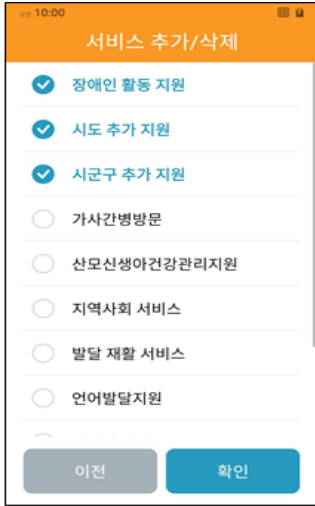 오전 10:00
서비스 추가/삭제
장애인 활동 지원
시도 추가 지원
시군구 추가 지원
가사간병방문
산모신생아건강관리지원
지역사회 서비스
발달 재활 서비스
언어발달지원
이전
확인